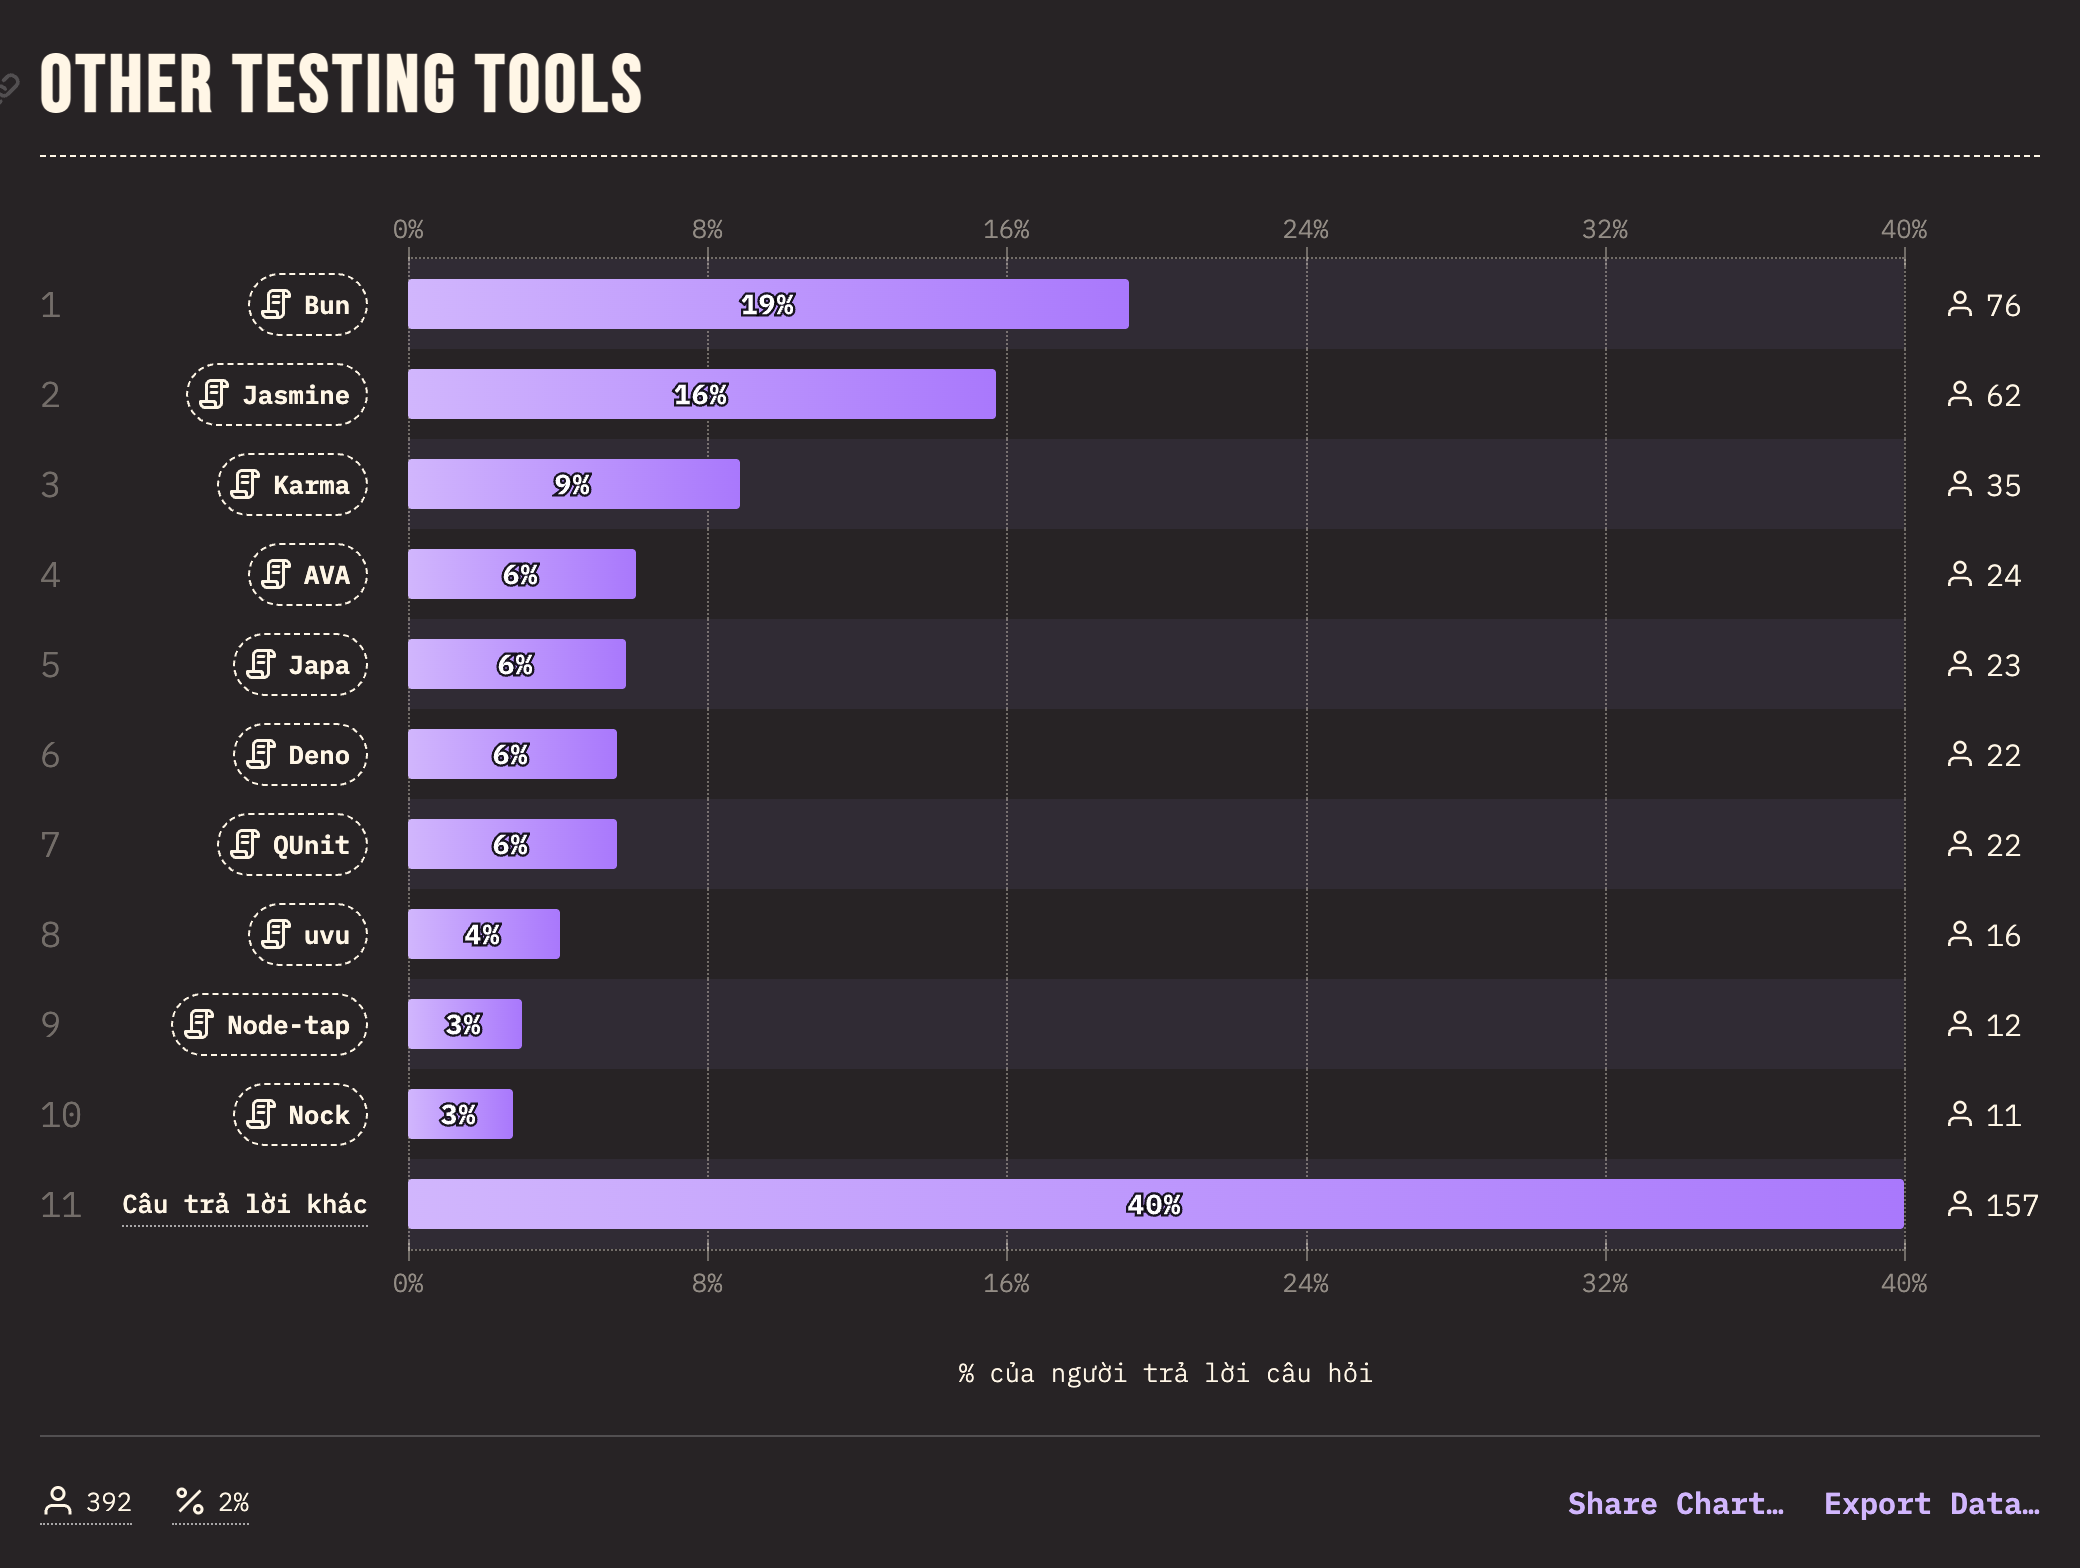 OTHER TESTING TOOLS
0% 8% 16% 24% 32% 40%
1 Bun 19% 76
2 Jasmine 16% 62
3 Karma 9% 35
4 AVA 6% 24
5 Japa 6% 23
6 Deno 6% 22
7 QUnit 6% 22
8 uvu 4% 16
9 Node-tap 3% 12
10 Nock 3% 11
11 Câu trả lời khác 40% 157
0% 8% 16% 24% 32% 40%
% của người trả lời câu hỏi
392 2% Share Chart… Export Data…